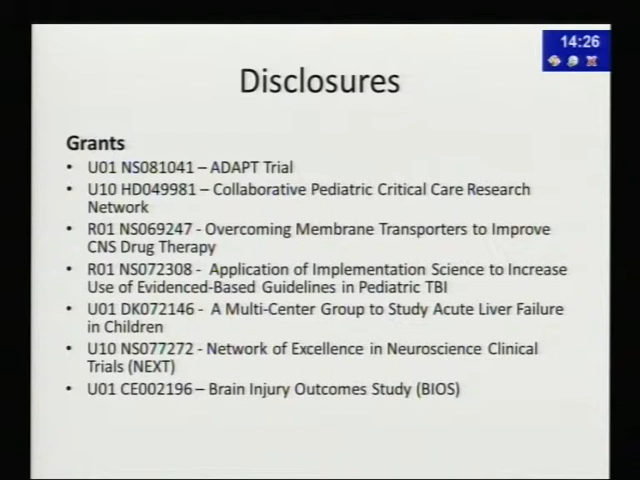 14:26
Disclosures
Grants
• U01 NS081041 – ADAPT Trial
• U10 HD049981 – Collaborative Pediatric Critical Care Research
Network
• R01 NS069247 - Overcoming Membrane Transporters to Improve
CNS Drug Therapy
• R01 NS072308 - Application of Implementation Science to Increase
Use of Evidenced-Based Guidelines in Pediatric TBI
• U01 DK072146 - A Multi-Center Group to Study Acute Liver Failure
in Children
• U10 NS077272 - Network of Excellence in Neuroscience Clinical
Trials (NEXT)
• U01 CE002196 – Brain Injury Outcomes Study (BIOS)